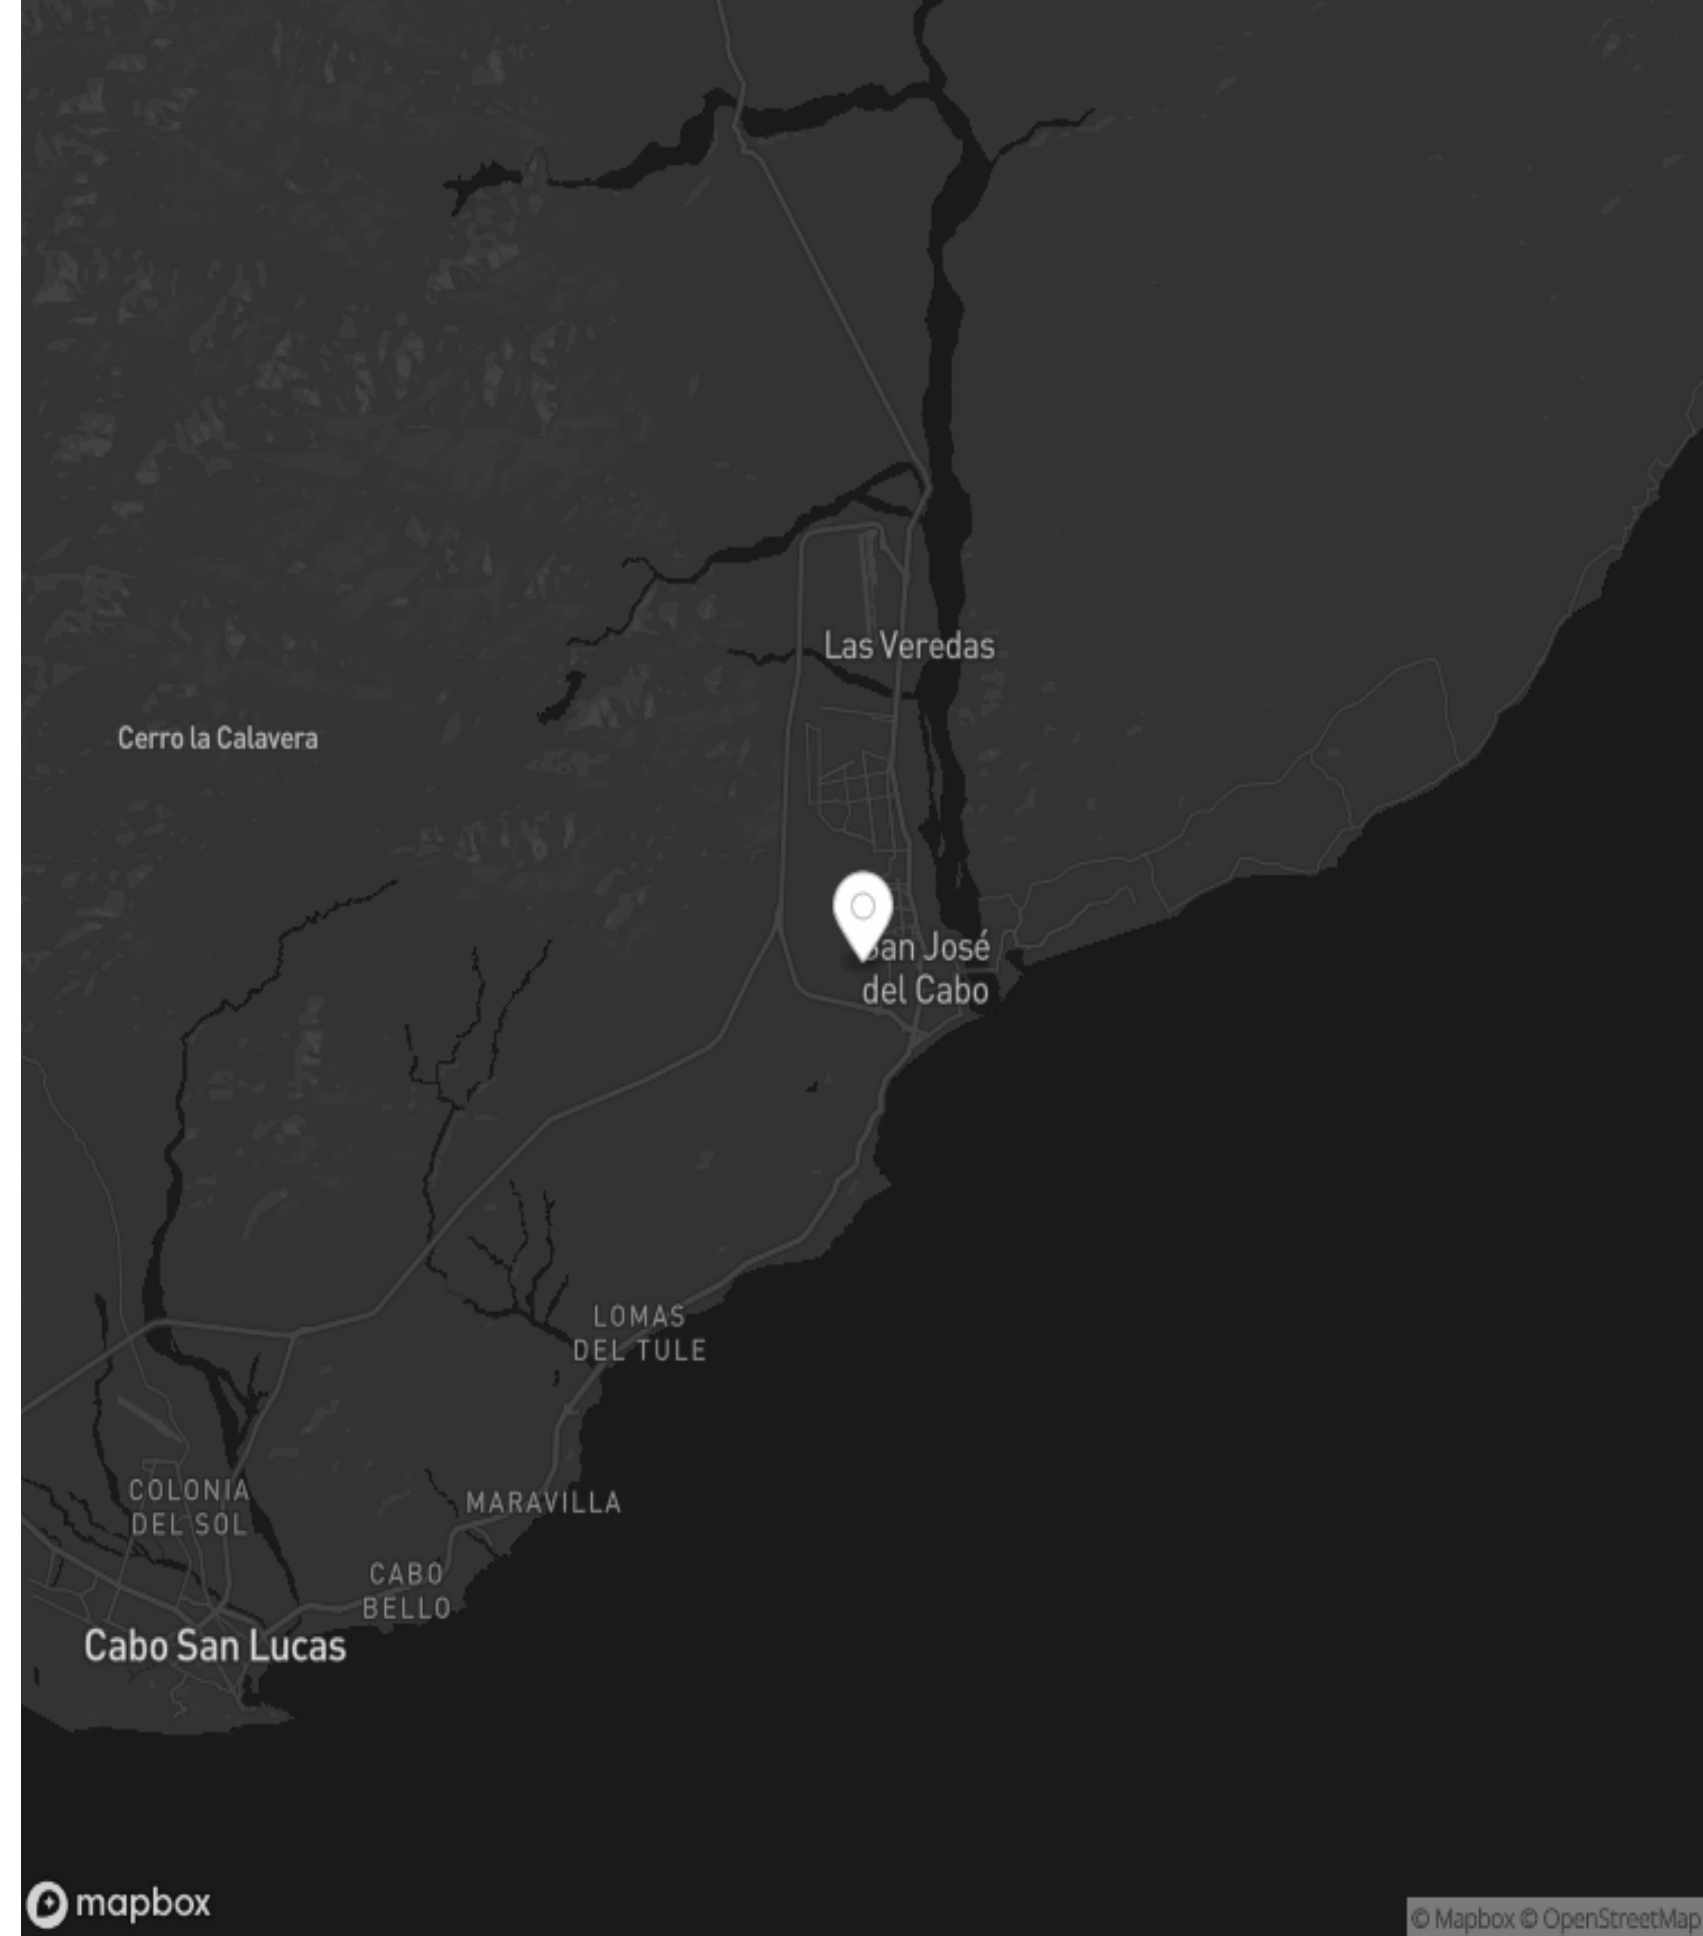 Las Veredas
Cerro la Calavera
San José
del Cabo
LOMAS
DEL TULE
COLONIA
DEL SOL
MARAVILLA
CABO
BELLO
Cabo San Lucas
mapbox
© Mapbox © OpenStreetMap